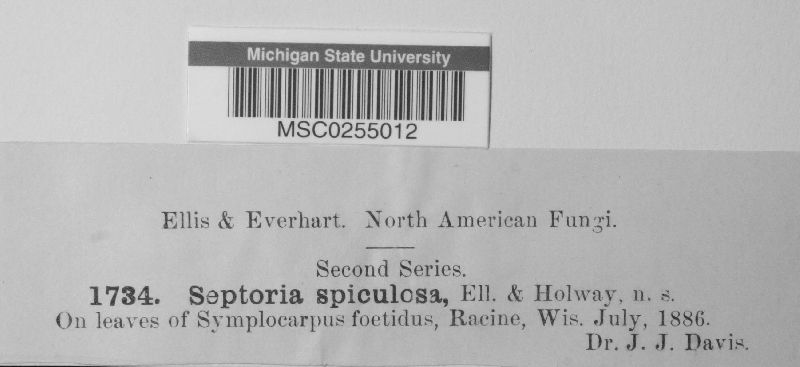 Michigan State University
MSC0255012
Ellis & Everhart. North American Fungi.
Second Series.
1734. Septoria spiculosa, Ell. & Holway, n. s.
On leaves of Symplocarpus foetidus, Racine, Wis. July, 1886.
Dr. J. J. Davis.